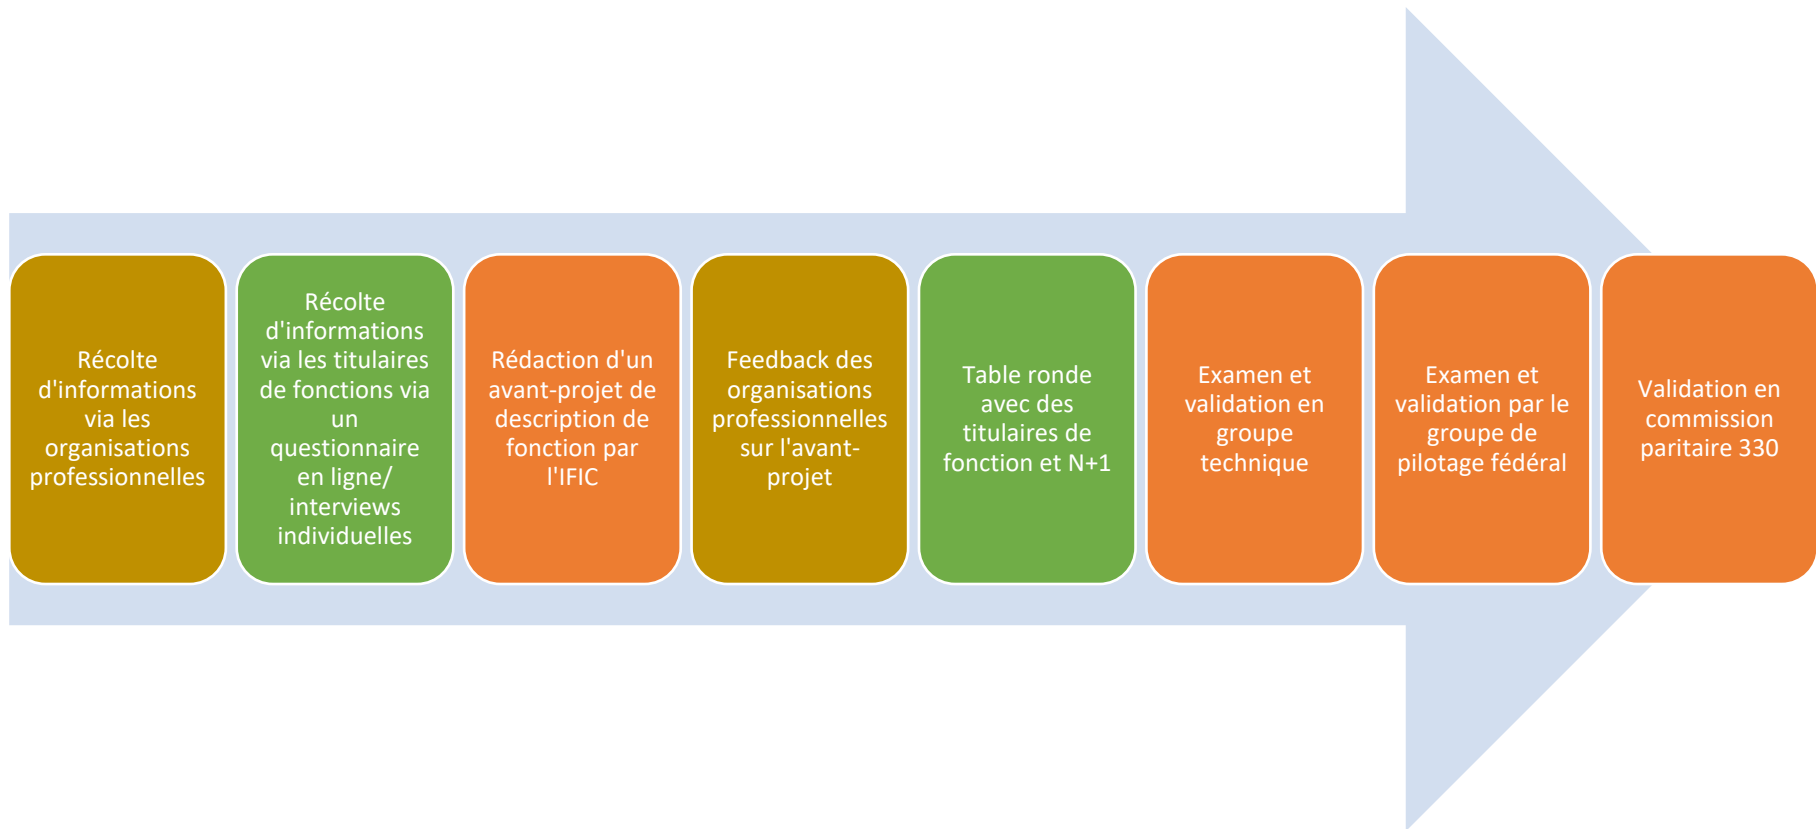 Récolte
d'informations
via les
organisations
professionnelles
Récolte
d'informations
via les titulaires
de fonctions via
un
questionnaire
en ligne/
interviews
individuelles
Rédaction d'un
avant-projet de
description de
fonction par
l'IFIC
Feedback des
organisations
professionnelles
sur l'avant-
projet
Table ronde
avec des
titulaires de
fonction et N+1
Examen et
validation en
groupe
technique
Examen et
validation par le
groupe de
pilotage fédéral
Validation en
commission
paritaire 330